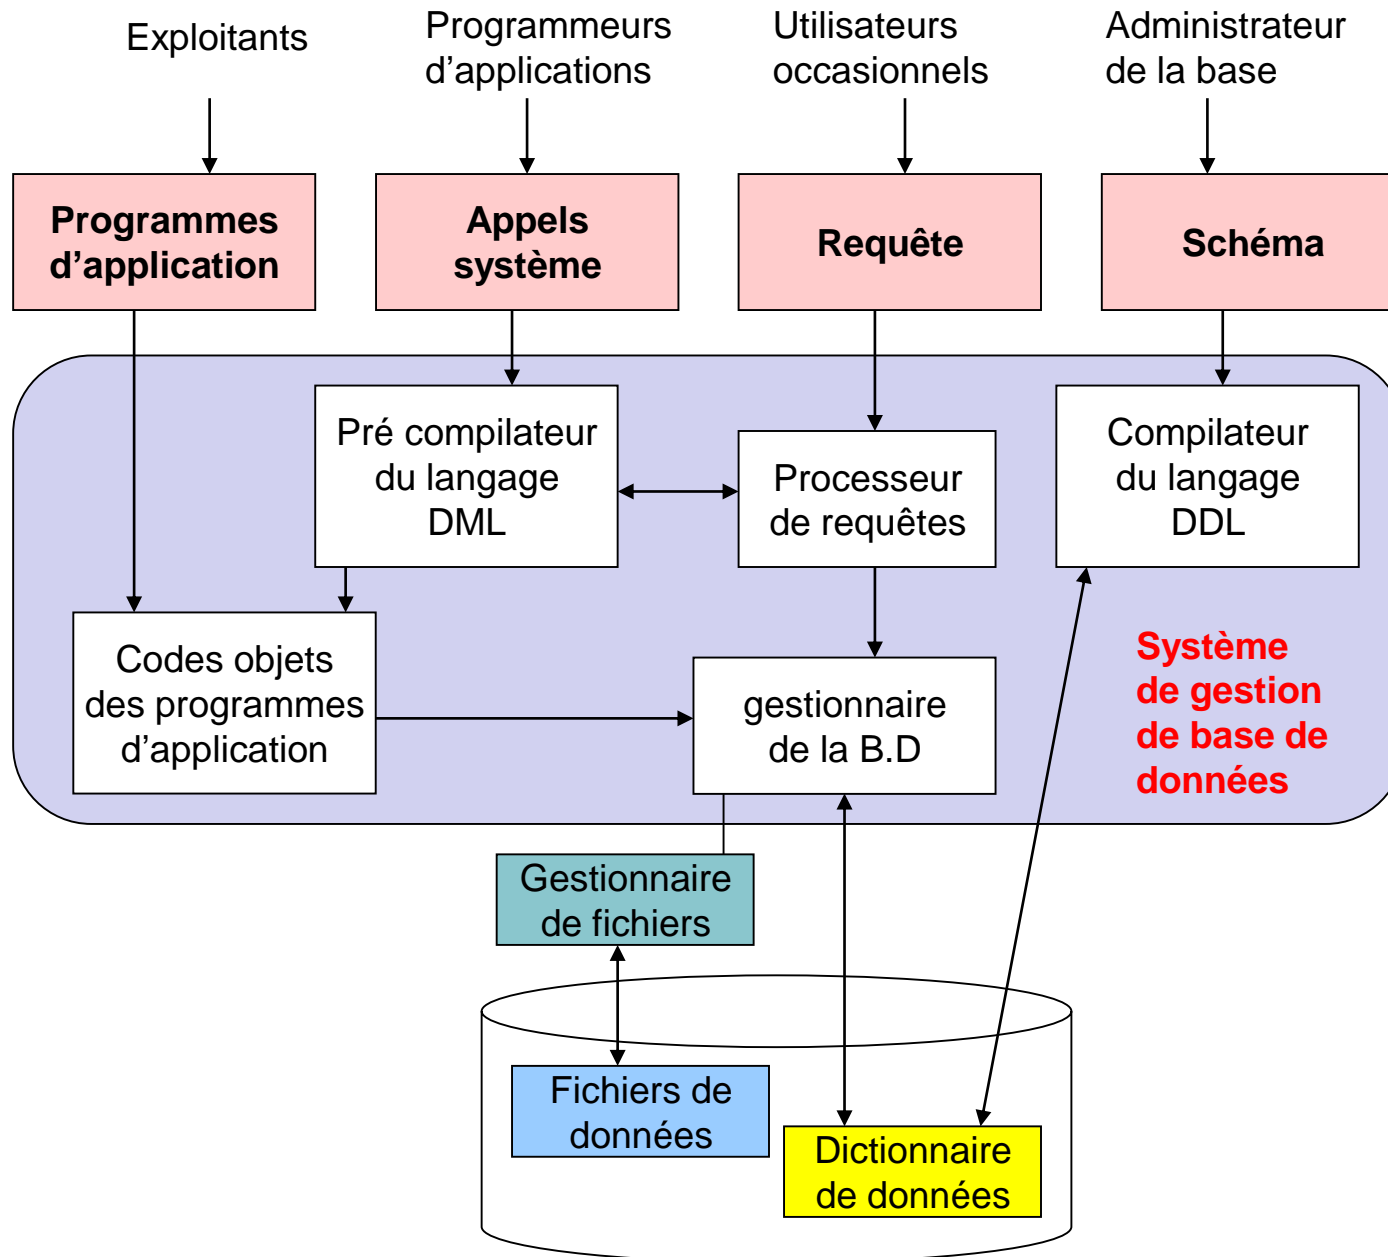 Exploitants
Programmeurs
d’applications
Utilisateurs
occasionnels
Administrateur
de la base
Programmes
d’application
Appels
système
Requête
Schéma
Pré compilateur
du langage
DML
Processeur
de requêtes
Compilateur
du langage
DDL
Codes objets
des programmes
d’application
gestionnaire
de la B.D
Système
de gestion
de base de
données
Gestionnaire
de fichiers
Fichiers de
données
Dictionnaire
de données